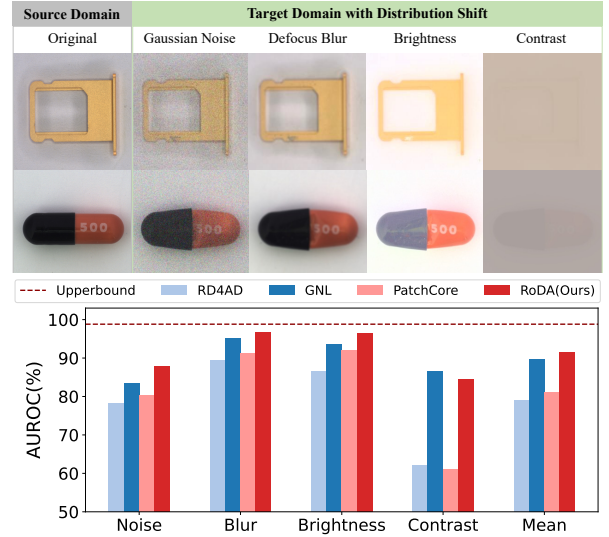 Source Domain
Target Domain with Distribution Shift
Original
Gaussian Noise
Defocus Blur
Brightness
Contrast
500
500
500
500
Upperbound
RD4AD
GNL
PatchCore
RoDA(Ours)
AUROC(%)
100
90
80
70
60
50
Noise
Blur
Brightness
Contrast
Mean